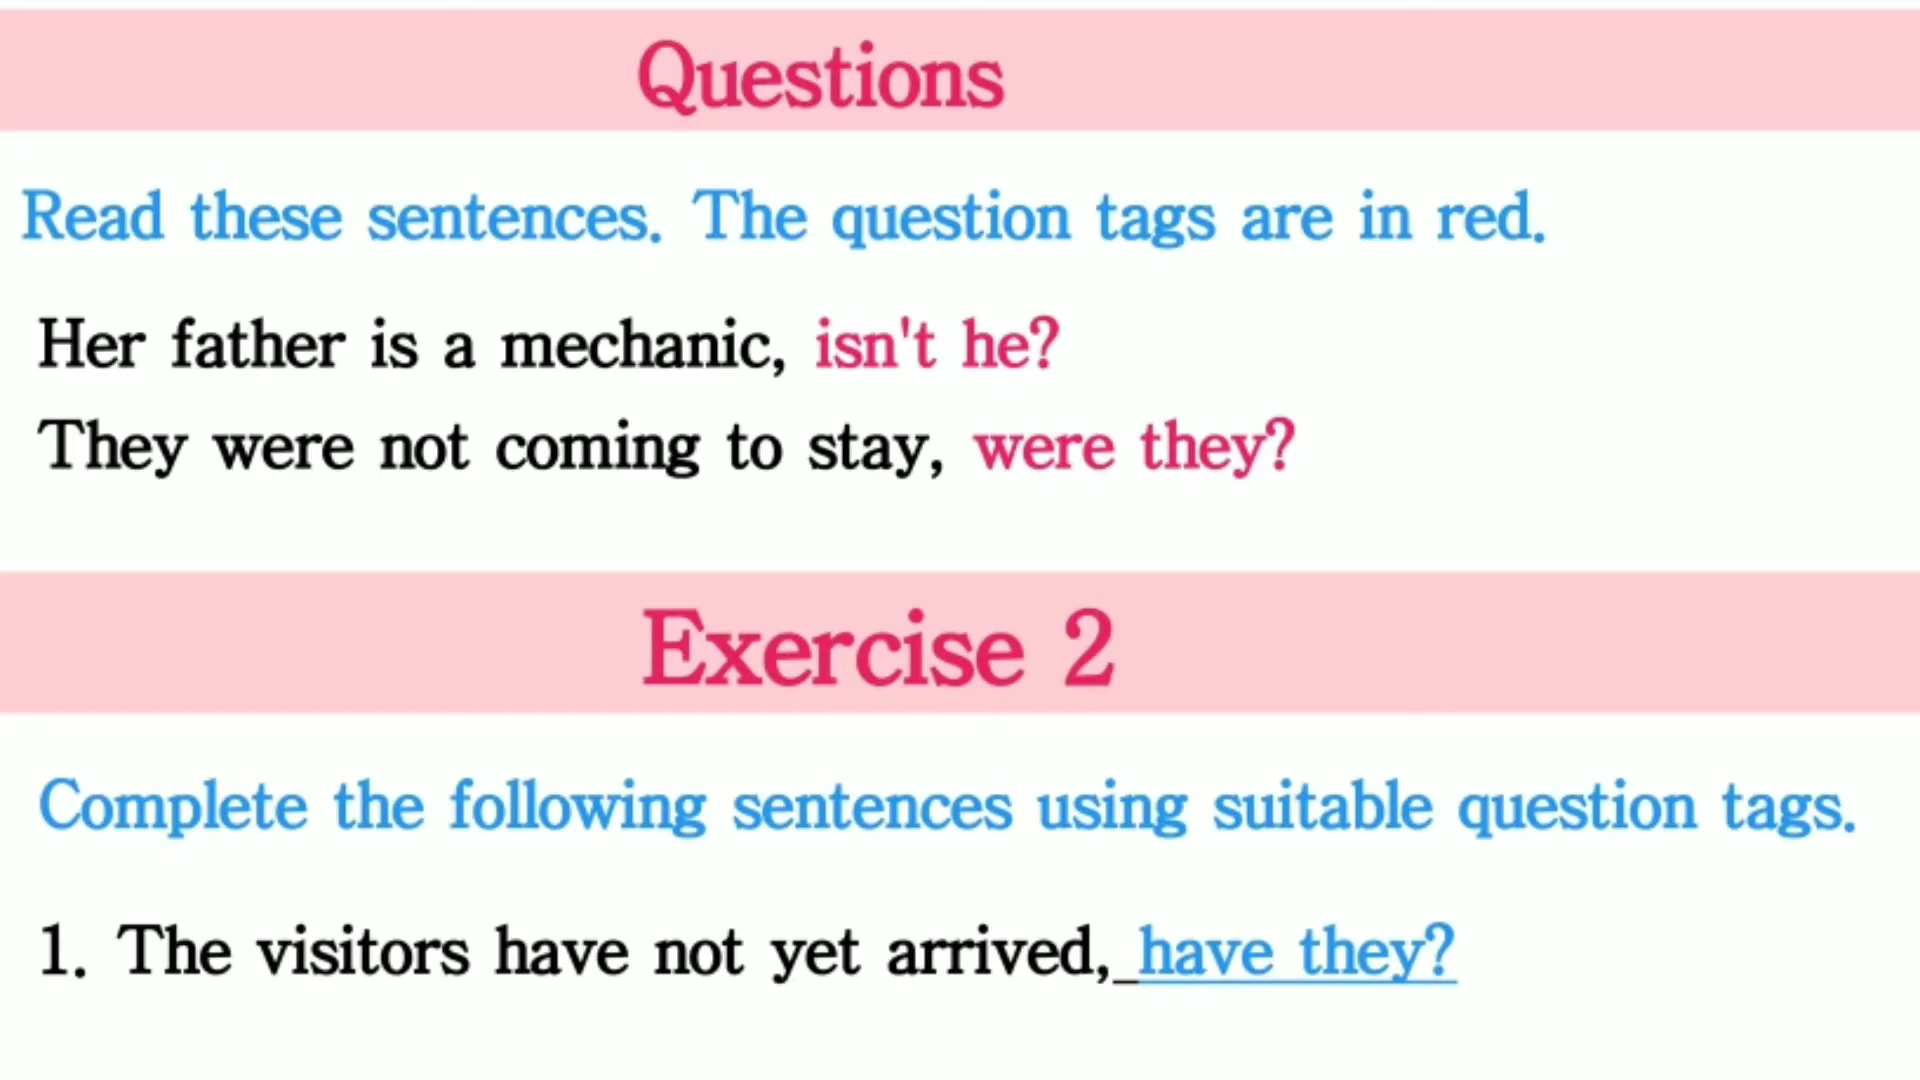 Questions
Read these sentences. The question tags are in red.
Her father is a mechanic, isn't he?
They were not coming to stay, were they?
Exercise 2
Complete the following sentences using suitable question tags.
1. The visitors have not yet arrived,_have they?